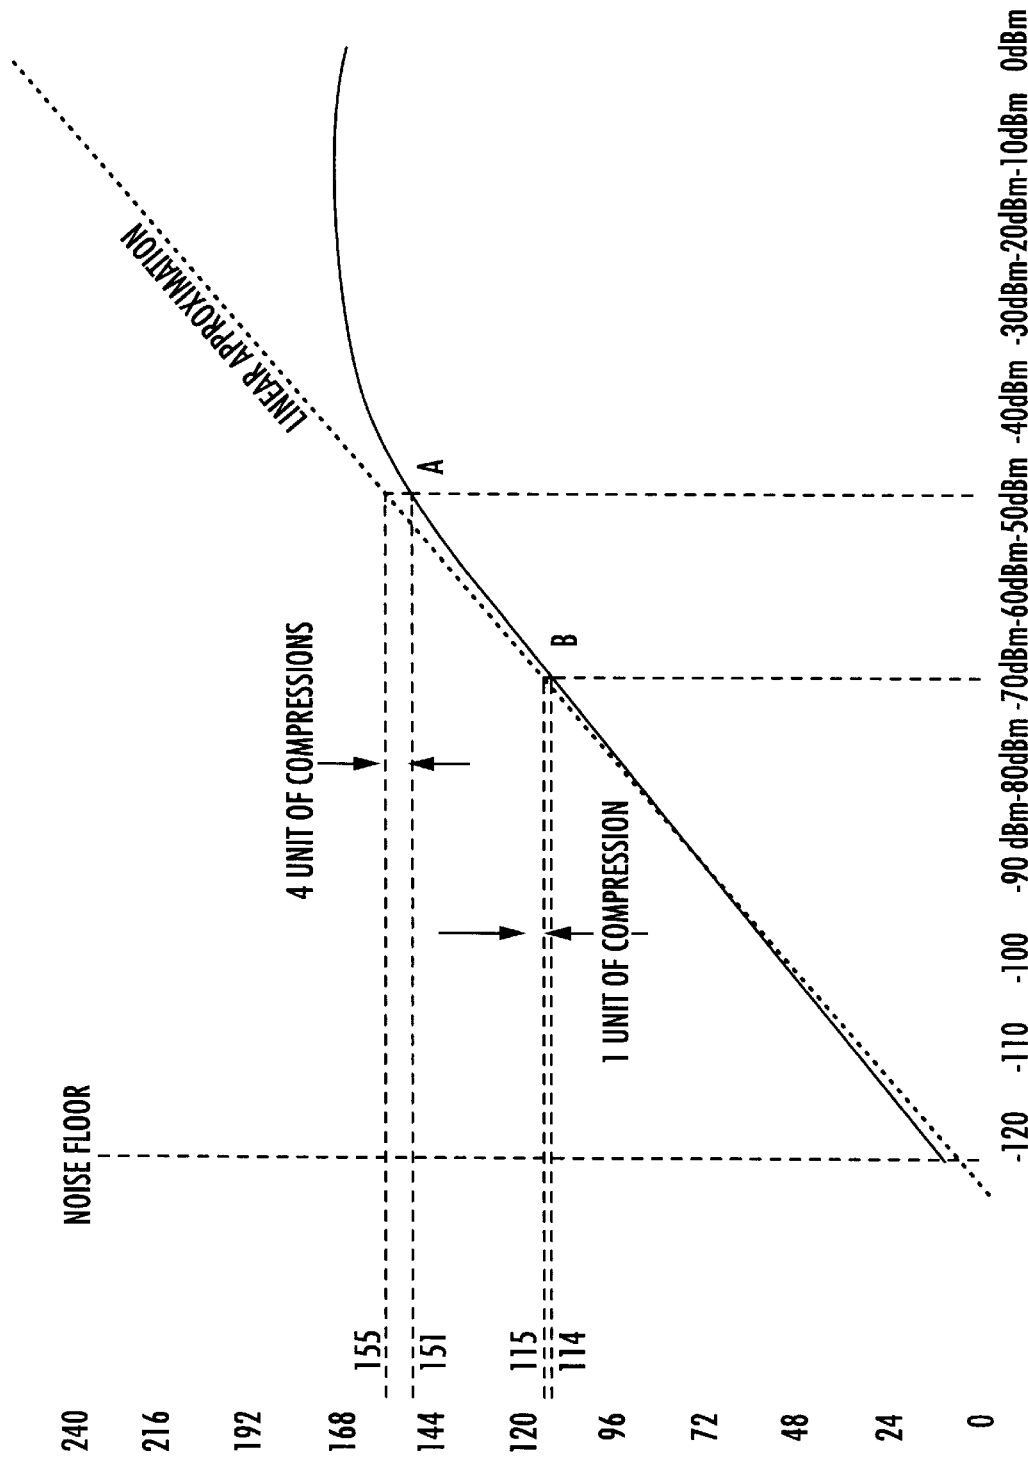 240
216
192
168
144
120
96
72
48
24
0
155
151
115
114
NOISE FLOOR
4 UNIT OF COMPRESSIONS
1 UNIT OF COMPRESSION
LINEAR APPROXIMATION
A
B
-120 -110 -100 -90 dBm-80dBm -70dBm-60dBm-50dBm -40dBm -30dBm-20dBm-10dBm 0dBm